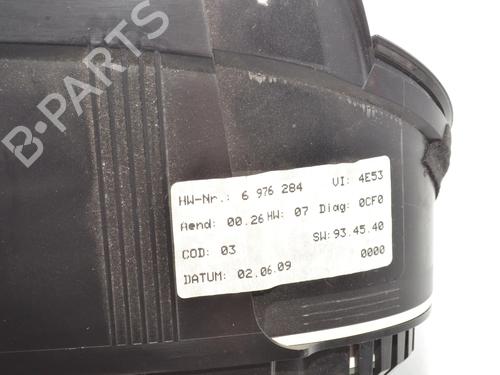 B-PARTS
HW-Nr.: 6 976 284 VI: 4E53
Aend: 00.26 HW: 07 Diag: 0CF0
COD: 03 SW: 93.45.40
DATUM: 02.06.09 0000